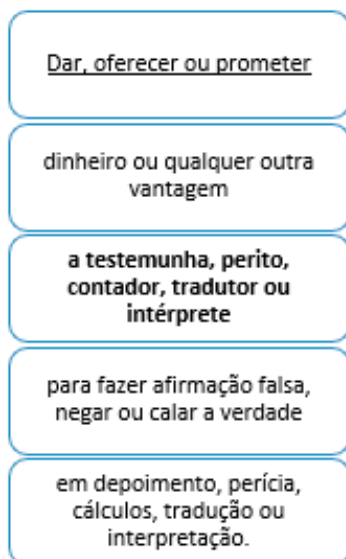 Dar, oferecer ou prometer
dinheiro ou qualquer outra
vantagem
a testemunha, perito,
contador, tradutor ou
intérprete
para fazer afirmação falsa,
negar ou calar a verdade
em depoimento, perícia,
cálculos, tradução ou
interpretação.